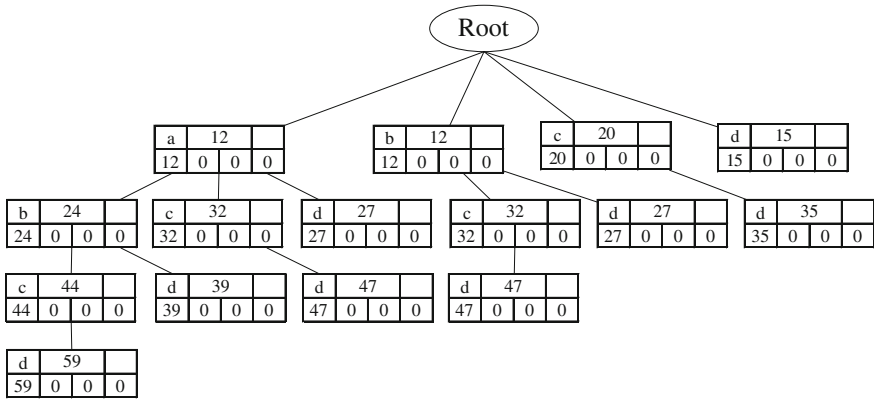 Root
a 12
12 0 0 0
b 12
12 0 0 0
c 20
20 0 0 0
d 15
15 0 0 0
b 24
24 0 0 0
c 32
32 0 0 0
d 27
27 0 0 0
c 32
32 0 0 0
d 27
27 0 0 0
d 35
35 0 0 0
c 44
44 0 0 0
d 39
39 0 0 0
d 47
47 0 0 0
d 47
47 0 0 0
d 59
59 0 0 0